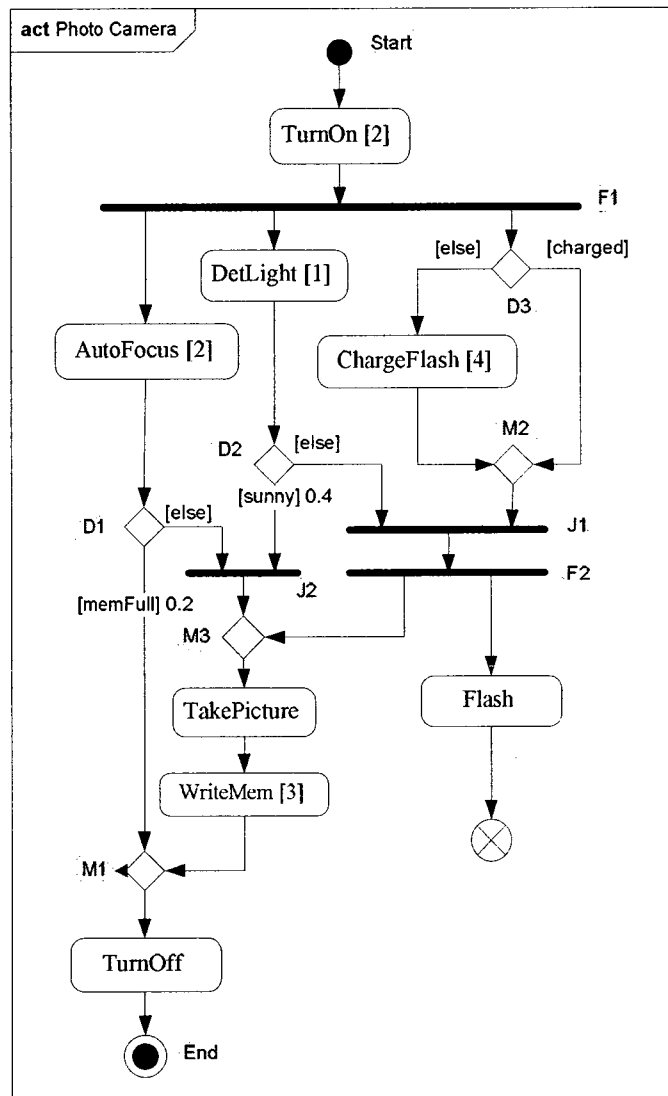 act Photo Camera
Start
TurnOn [2]
F1
[else]
[charged]
DetLight [1]
D3
AutoFocus [2]
ChargeFlash [4]
M2
D2
[else]
[sunny] 0.4
D1
[else]
J1
J2
F2
[memFull] 0.2
M3
TakePicture
Flash
WriteMem [3]
M1
TurnOff
End